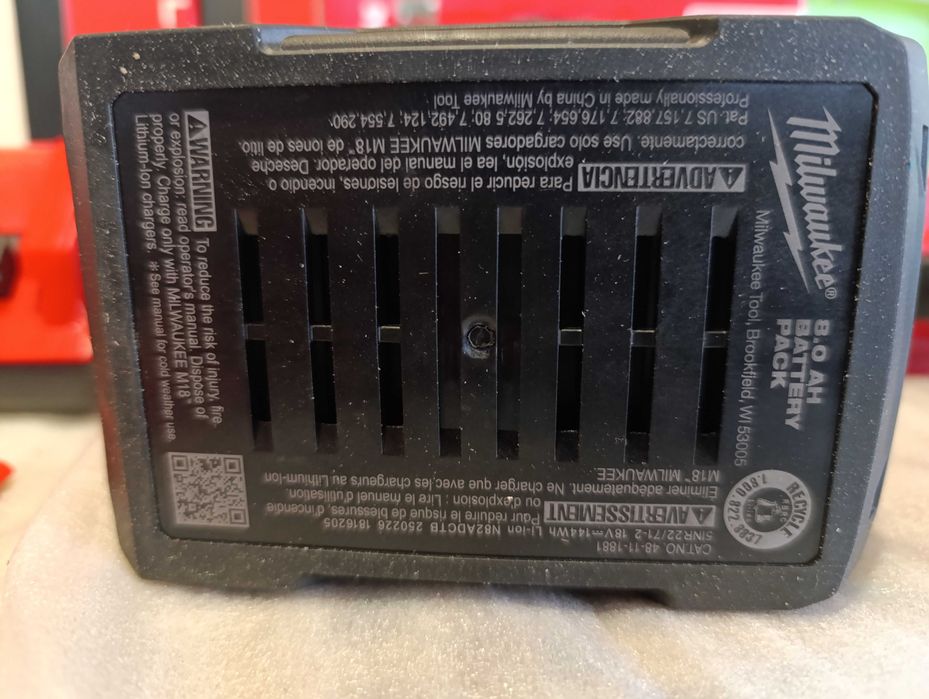 Milwaukee®
8.0 AH
BATTERY
PACK
Milwaukee Tool, Brookfield, WI 53005
WARNING To reduce the risk of injury, fire,
or explosion: read operator's manual. Dispose of
properly. Charge only with MILWAUKEE M18™
Lithium-Ion chargers. *See manual for cold weather use.
ADVERTENCIA Para reducir el riesgo de lesiones, incendio o
explosión, lea el manual del operador. Deseche
correctamente. Use solo cargadores MILWAUKEE M18™ de Iones de litio.
Pat. US 7,157,882; 7,176,654; 7,262,5,80; 7,492,124; 7,554,290
Professionally made in China by Milwaukee Tool
CAT.NO 48-11-1881
5INR22/71-2 18V⎓144Wh Li-ion N82ADCTB 250226 1816205
AVERTISSEMENT Pour réduire le risque de blessures, d'incendie,
ou d'explosion : Lire le manuel d'utilisation.
Éliminer adéquatement. Ne charger que avec les chargeurs au Lithium-Ion
M18™ MILWAUKEE
RECYCLE
RBRC
Li-ion
1.800.822.8837